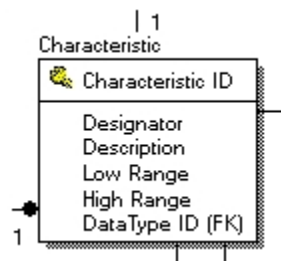 1
Characteristic
Characteristic ID
Designator
Description
Low Range
High Range
DataType ID (FK)
1